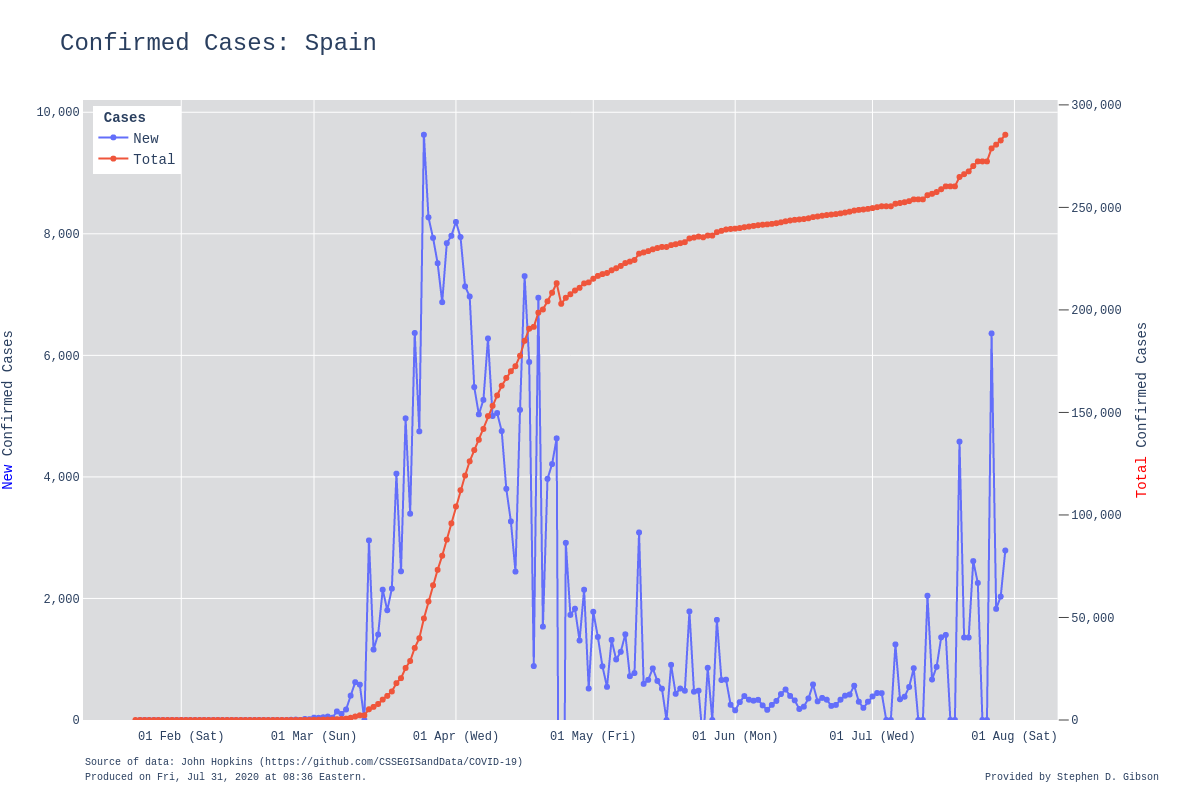 Confirmed Cases: Spain
Cases
New
Total
10,000
8,000
6,000
4,000
2,000
0
300,000
250,000
200,000
150,000
100,000
50,000
0
New Confirmed Cases
Total Confirmed Cases
01 Feb (Sat)
01 Mar (Sun)
01 Apr (Wed)
01 May (Fri)
01 Jun (Mon)
01 Jul (Wed)
01 Aug (Sat)
Source of data: John Hopkins (https://github.com/CSSEGISandData/COVID-19)
Produced on Fri, Jul 31, 2020 at 08:36 Eastern.
Provided by Stephen D. Gibson